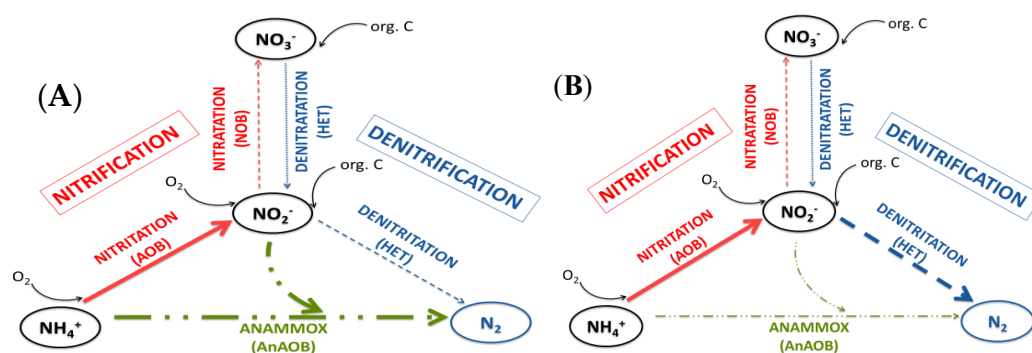 (A)
NO₃⁻
org. C
NITRIFICATION
NITRATATION
(NOB)
DENITRATATION
(HET)
DENITRIFICATION
O₂
org. C
NO₂⁻
NITRITATION
(AOB)
DENITRITATION
(HET)
O₂
NH₄⁺
ANAMMOX
(AnAOB)
N₂
(B)
NO₃⁻
org. C
NITRIFICATION
NITRATATION
(NOB)
DENITRATATION
(HET)
DENITRIFICATION
O₂
org. C
NO₂⁻
NITRITATION
(AOB)
DENITRITATION
(HET)
O₂
NH₄⁺
ANAMMOX
(AnAOB)
N₂